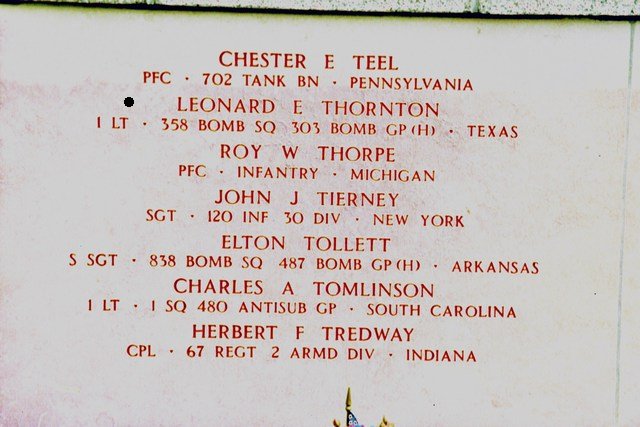 CHESTER E TEEL
PFC · 702 TANK BN · PENNSYLVANIA
LEONARD E THORNTON
1 LT · 358 BOMB SQ 303 BOMB GP (H) · TEXAS
ROY W THORPE
PFC · INFANTRY · MICHIGAN
JOHN J TIERNEY
SGT · 120 INF 30 DIV · NEW YORK
ELTON TOLLETT
S SGT · 838 BOMB SQ 487 BOMB GP (H) · ARKANSAS
CHARLES A TOMLINSON
1 LT · 1 SQ 480 ANTISUB GP · SOUTH CAROLINA
HERBERT F TREDWAY
CPL · 67 REGT 2 ARMD DIV · INDIANA